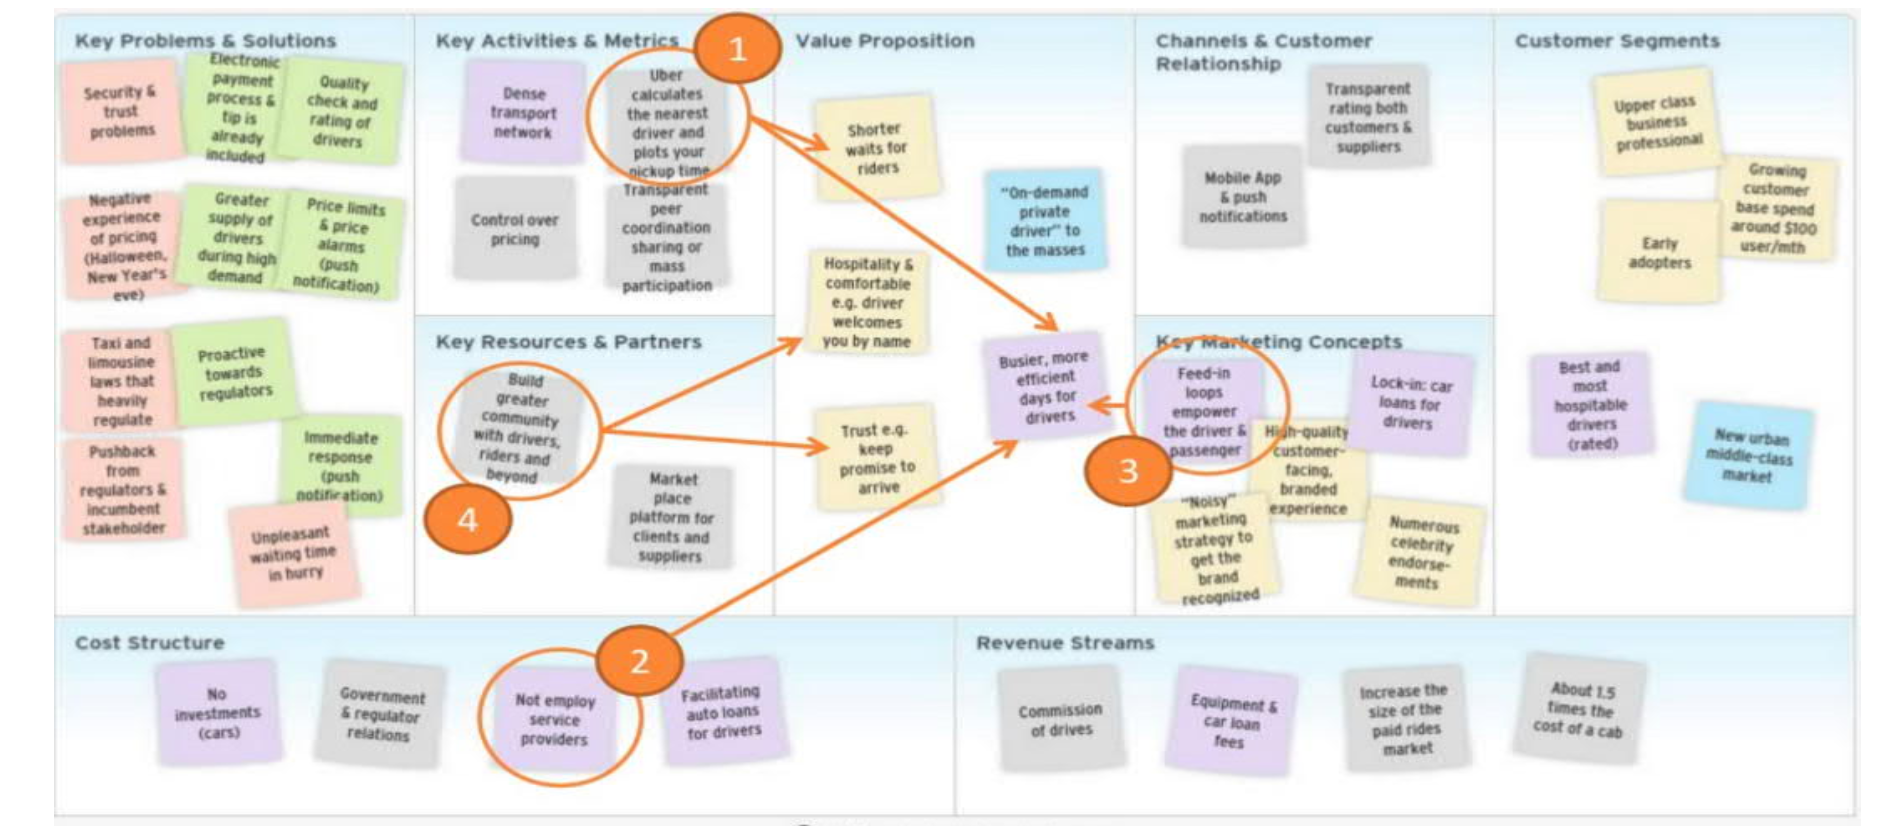 Key Problems & Solutions
Security &
trust
problems
Electronic
payment
process &
tip is
already
included
Quality
check and
rating of
drivers
Negative
experience
of pricing
(Halloween,
New Year's
eve)
Greater
supply of
drivers
during high
demand
Price limits
& price
alarms
(push
notification)
Taxi and
limousine
laws that
heavily
regulate
Proactive
towards
regulators
Pushback
from
regulators &
incumbent
stakeholder
Immediate
response
(push
notification)
Unpleasant
waiting time
in hurry
Key Activities & Metrics
1
Dense
transport
network
Uber
calculates
the nearest
driver and
plots your
pickup time
Control over
pricing
Transparent
peer
coordination
sharing or
mass
participation
Key Resources & Partners
Build
greater
community
with drivers,
riders and
beyond
4
Market
place
platform for
clients and
suppliers
Value Proposition
Shorter
waits for
riders
"On-demand
private
driver" to
the masses
Hospitality &
comfortable
e.g. driver
welcomes
you by name
Busier, more
efficient
days for
drivers
Trust e.g.
keep
promise to
arrive
Channels & Customer
Relationship
Transparent
rating both
customers &
suppliers
Mobile App
& push
notifications
Key Marketing Concepts
Feed-in
loops
empower
the driver &
passenger
3
Lock-in: car
loans for
drivers
High-quality
customer-
facing,
branded
experience
"Noisy"
marketing
strategy to
get the
brand
recognized
Numerous
celebrity
endorse-
ments
Customer Segments
Upper class
business
professional
Growing
customer
base spend
around $100
user/mth
Early
adopters
Best and
most
hospitable
drivers
(rated)
New urban
middle-class
market
Cost Structure
No
investments
(cars)
Government
& regulator
relations
Not employ
service
providers
2
Facilitating
auto loans
for drivers
Revenue Streams
Commission
of drives
Equipment &
car loan
fees
Increase the
size of the
paid rides
market
About 1.5
times the
cost of a cab